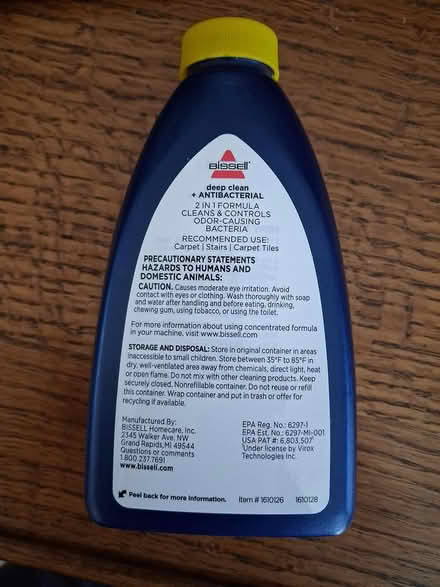 BISSELL
deep clean
+ ANTIBACTERIAL
2 IN 1 FORMULA
CLEANS & CONTROLS
ODOR-CAUSING
BACTERIA
RECOMMENDED USE:
Carpet | Stairs | Carpet Tiles
PRECAUTIONARY STATEMENTS
HAZARDS TO HUMANS AND
DOMESTIC ANIMALS:
CAUTION. Causes moderate eye irritation. Avoid
contact with eyes or clothing. Wash thoroughly with soap
and water after handling and before eating, drinking,
chewing gum, using tobacco, or using the toilet.
For more information about using concentrated formula
in your machine, visit www.bissell.com
STORAGE AND DISPOSAL: Store in original container in areas
inaccessible to small children. Store between 35°F to 85°F in
dry, well-ventilated area away from chemicals, direct light, heat
or open flame. Do not mix with other cleaning products. Keep
securely closed. Nonrefillable container. Do not reuse or refill
this container. Wrap container and put in trash or offer for
recycling if available.
Manufactured By:
BISSELL Homecare, Inc.
2345 Walker Ave, NW
Grand Rapids, MI 49544
Questions or comments
1.800.237.7691
www.bissell.com
EPA Reg. No.: 6297-1
EPA Est. No.: 6297-MI-001
USA PAT #: 6,803,507†
†Under license by Virox
Technologies Inc.
Peel back for more information.
Item # 1610126 1610128